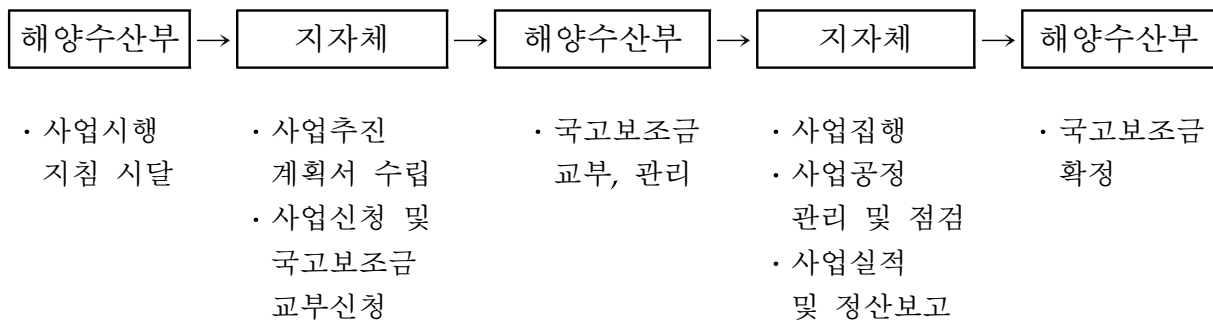 해양수산부 → 지자체 → 해양수산부 → 지자체 → 해양수산부
· 사업시행
지침 시달
· 사업추진
계획서 수립
· 사업신청 및
국고보조금
교부신청
· 국고보조금
교부, 관리
· 사업집행
· 사업공정
관리 및 점검
· 사업실적
및 정산보고
· 국고보조금
확정